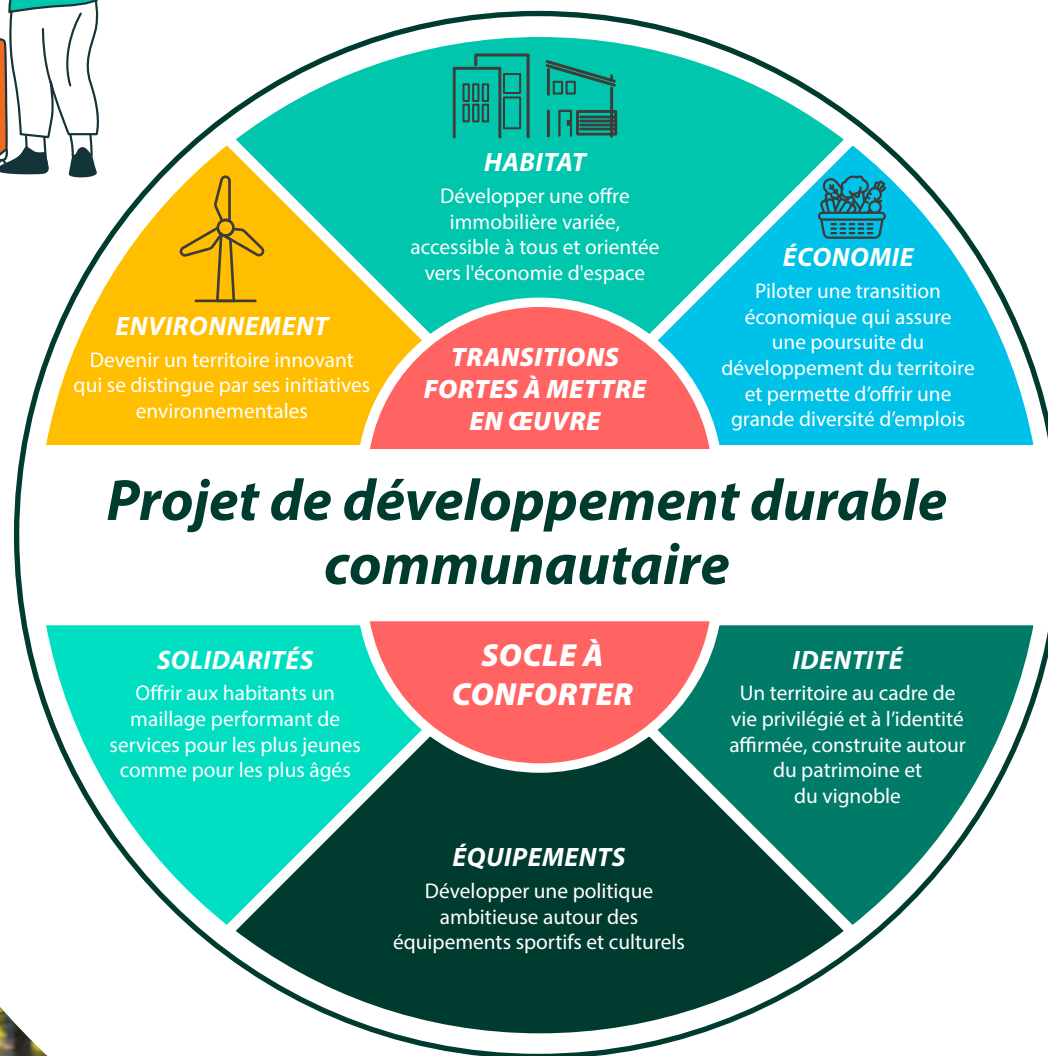 HABITAT
Développer une offre
immobilière variée,
accessible à tous et orientée
vers l'économie d'espace
ENVIRONNEMENT
Devenir un territoire innovant
qui se distingue par ses initiatives
environnementales
TRANSITIONS
FORTES À METTRE
EN ŒUVRE
ÉCONOMIE
Piloter une transition
économique qui assure
une poursuite du
développement du territoire
et permette d’offrir une
grande diversité d’emplois
Projet de développement durable
communautaire
SOLIDARITÉS
Offrir aux habitants un
maillage performant de
services pour les plus jeunes
comme pour les plus âgés
SOCLE À
CONFORTER
IDENTITÉ
Un territoire au cadre de
vie privilégié et à l’identité
affirmée, construite autour
du patrimoine et
du vignoble
ÉQUIPEMENTS
Développer une politique
ambitieuse autour des
équipements sportifs et culturels